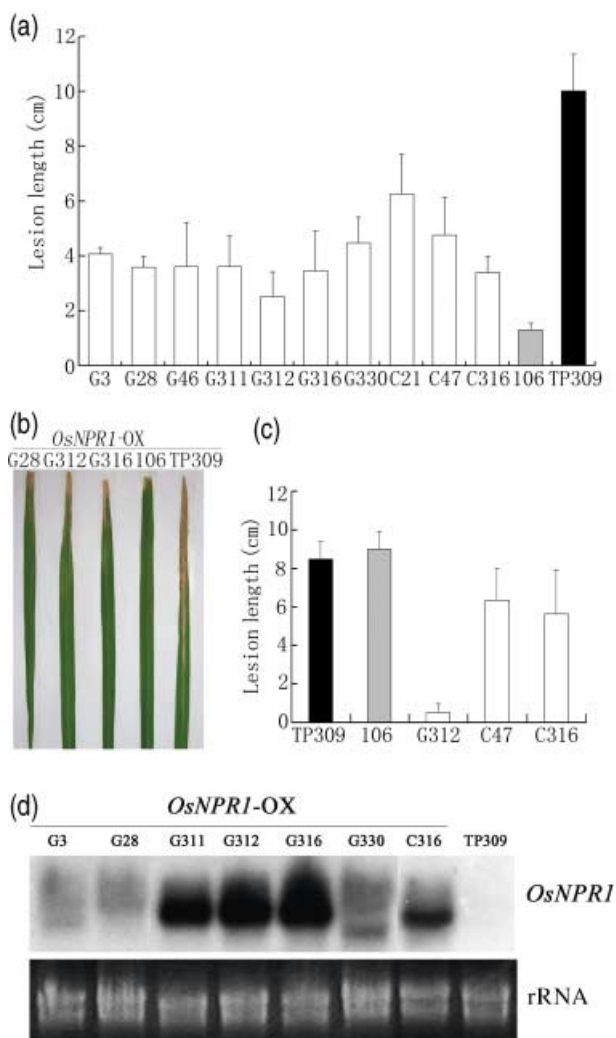 (a)
Lesion length (cm)
12
10
8
6
4
2
0
G3 G28 G46 G311 G312 G316 G330 C21 C47 C316 106 TP309
(b)
OsNPR1-OX
G28 G312 G316 106 TP309
(c)
Lesion length (cm)
12
10
8
6
4
2
0
TP309 106 G312 C47 C316
(d)
OsNPR1-OX
G3 G28 G311 G312 G316 G330 C316 TP309
OsNPR1
rRNA